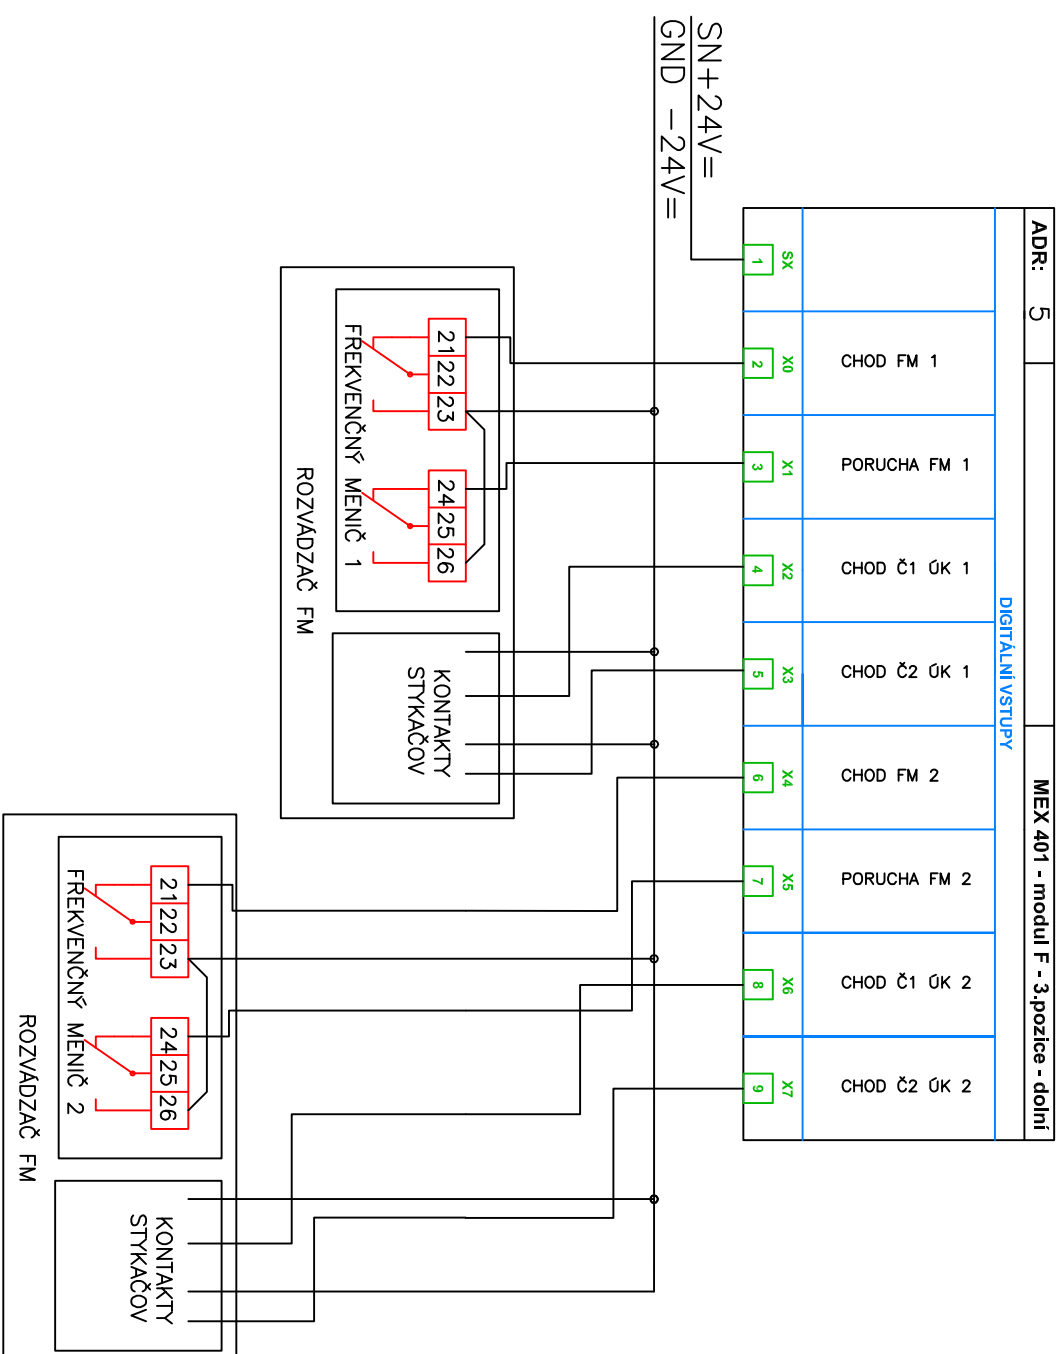 ADR: 5
MEX 401 - modul F - 3.pozice - dolní
DIGITÁLNÍ VSTUPY
CHOD FM 1
PORUCHA FM 1
CHOD Č1 ÚK 1
CHOD Č2 ÚK 1
CHOD FM 2
PORUCHA FM 2
CHOD Č1 ÚK 2
CHOD Č2 ÚK 2
SX X0 X1 X2 X3 X4 X5 X6 X7
1 2 3 4 5 6 7 8 9
SN+24V=
GND -24V=
21 22 23
24 25 26
FREKVENČNÝ MENIČ 1
KONTAKTY
STYKAČOV
ROZVÁDZAČ FM
21 22 23
24 25 26
FREKVENČNÝ MENIČ 2
KONTAKTY
STYKAČOV
ROZVÁDZAČ FM